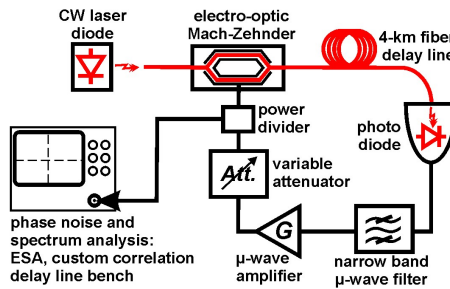 CW laser
diode
electro-optic
Mach-Zehnder
4-km fiber
delay line
power
divider
photo
diode
Att.
variable
attenuator
phase noise and
spectrum analysis:
ESA, custom correlation
delay line bench
G
μ-wave
amplifier
narrow band
μ-wave filter